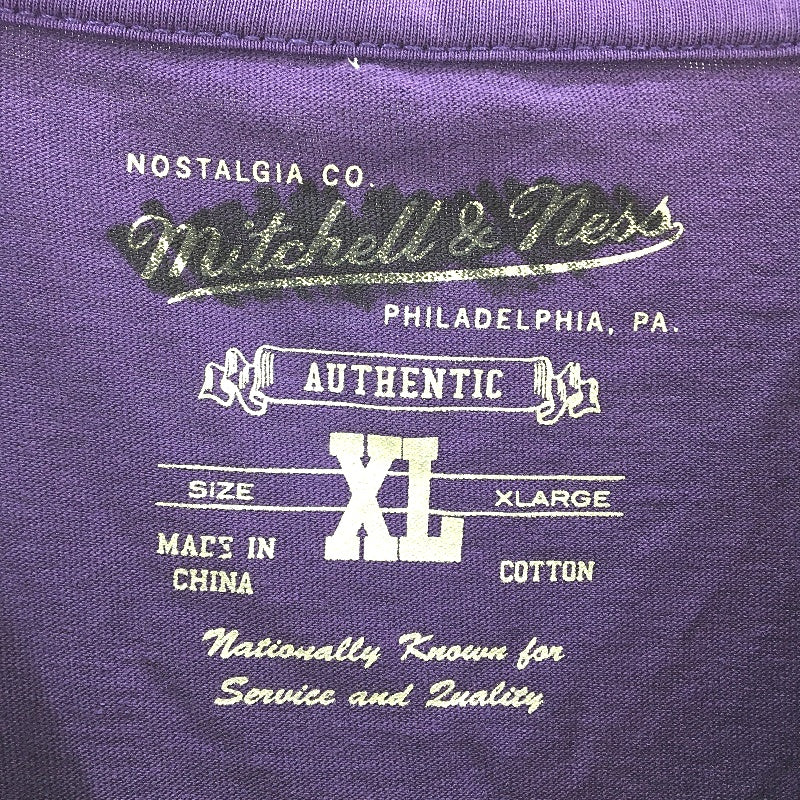 NOSTALGIA CO.
Mitchell & Ness
PHILADELPHIA, PA.
AUTHENTIC
SIZE XL XLARGE
MADE IN
CHINA
COTTON
Nationally Known for
Service and Quality